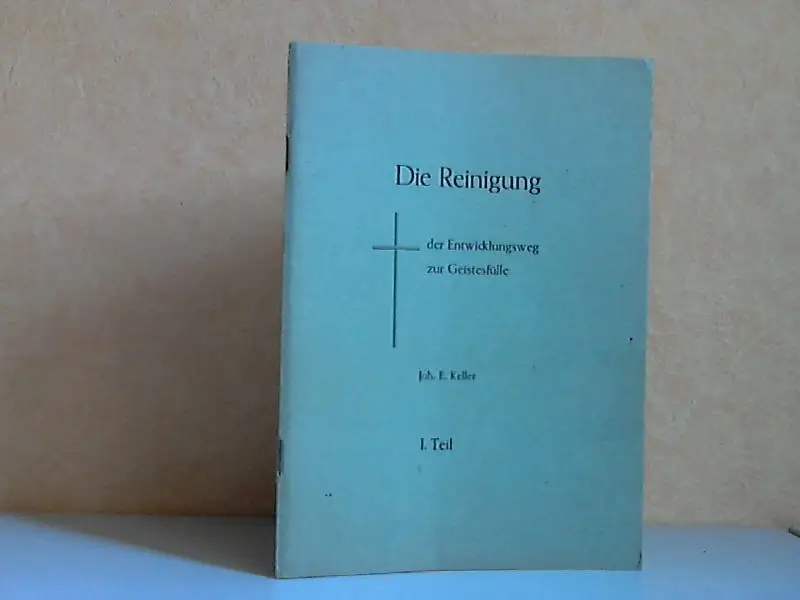 Die Reinigung
der Entwicklungsweg
zur Geistesfülle
Joh. E. Keller
I. Teil